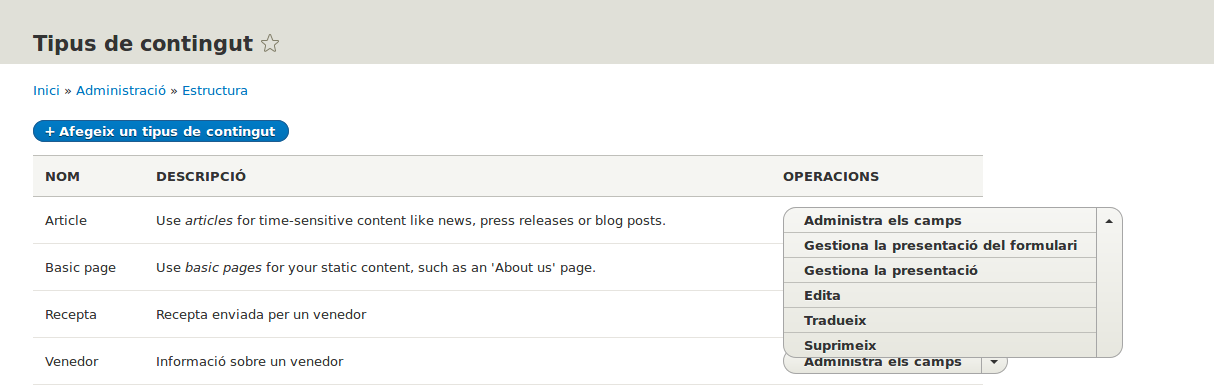 Tipus de contingut
Inici » Administració » Estructura
+ Afegeix un tipus de contingut
NOM DESCRIPCIÓ OPERACIONS
Article Use articles for time-sensitive content like news, press releases or blog posts. Administra els camps
Gestiona la presentació del formulari
Basic page Use basic pages for your static content, such as an 'About us' page. Gestiona la presentació
Edita
Recepta Recepta enviada per un venedor Tradueix
Suprimeix
Venedor Informació sobre un venedor Administra els camps